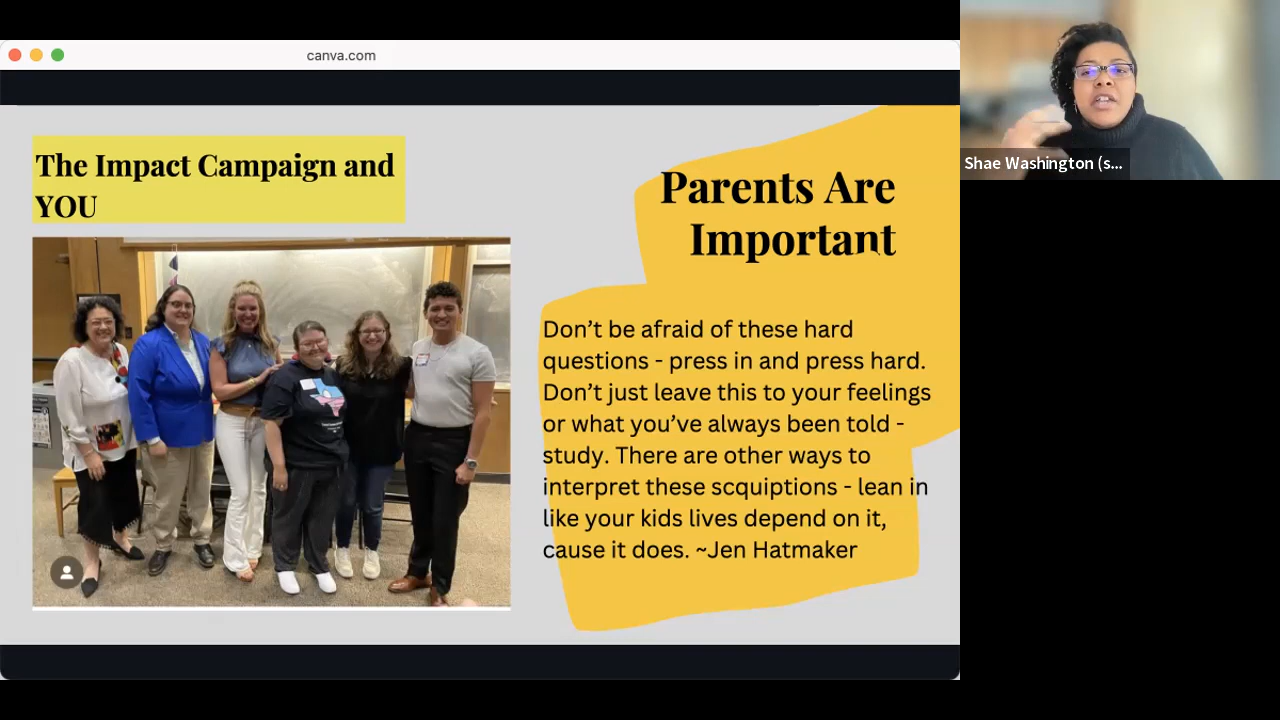 canva.com
The Impact Campaign and
YOU
Parents Are
Important
Don't be afraid of these hard
questions - press in and press hard.
Don't just leave this to your feelings
or what you've always been told -
study. There are other ways to
interpret these scquiptions - lean in
like your kids lives depend on it,
cause it does. ~Jen Hatmaker
Shae Washington (s...